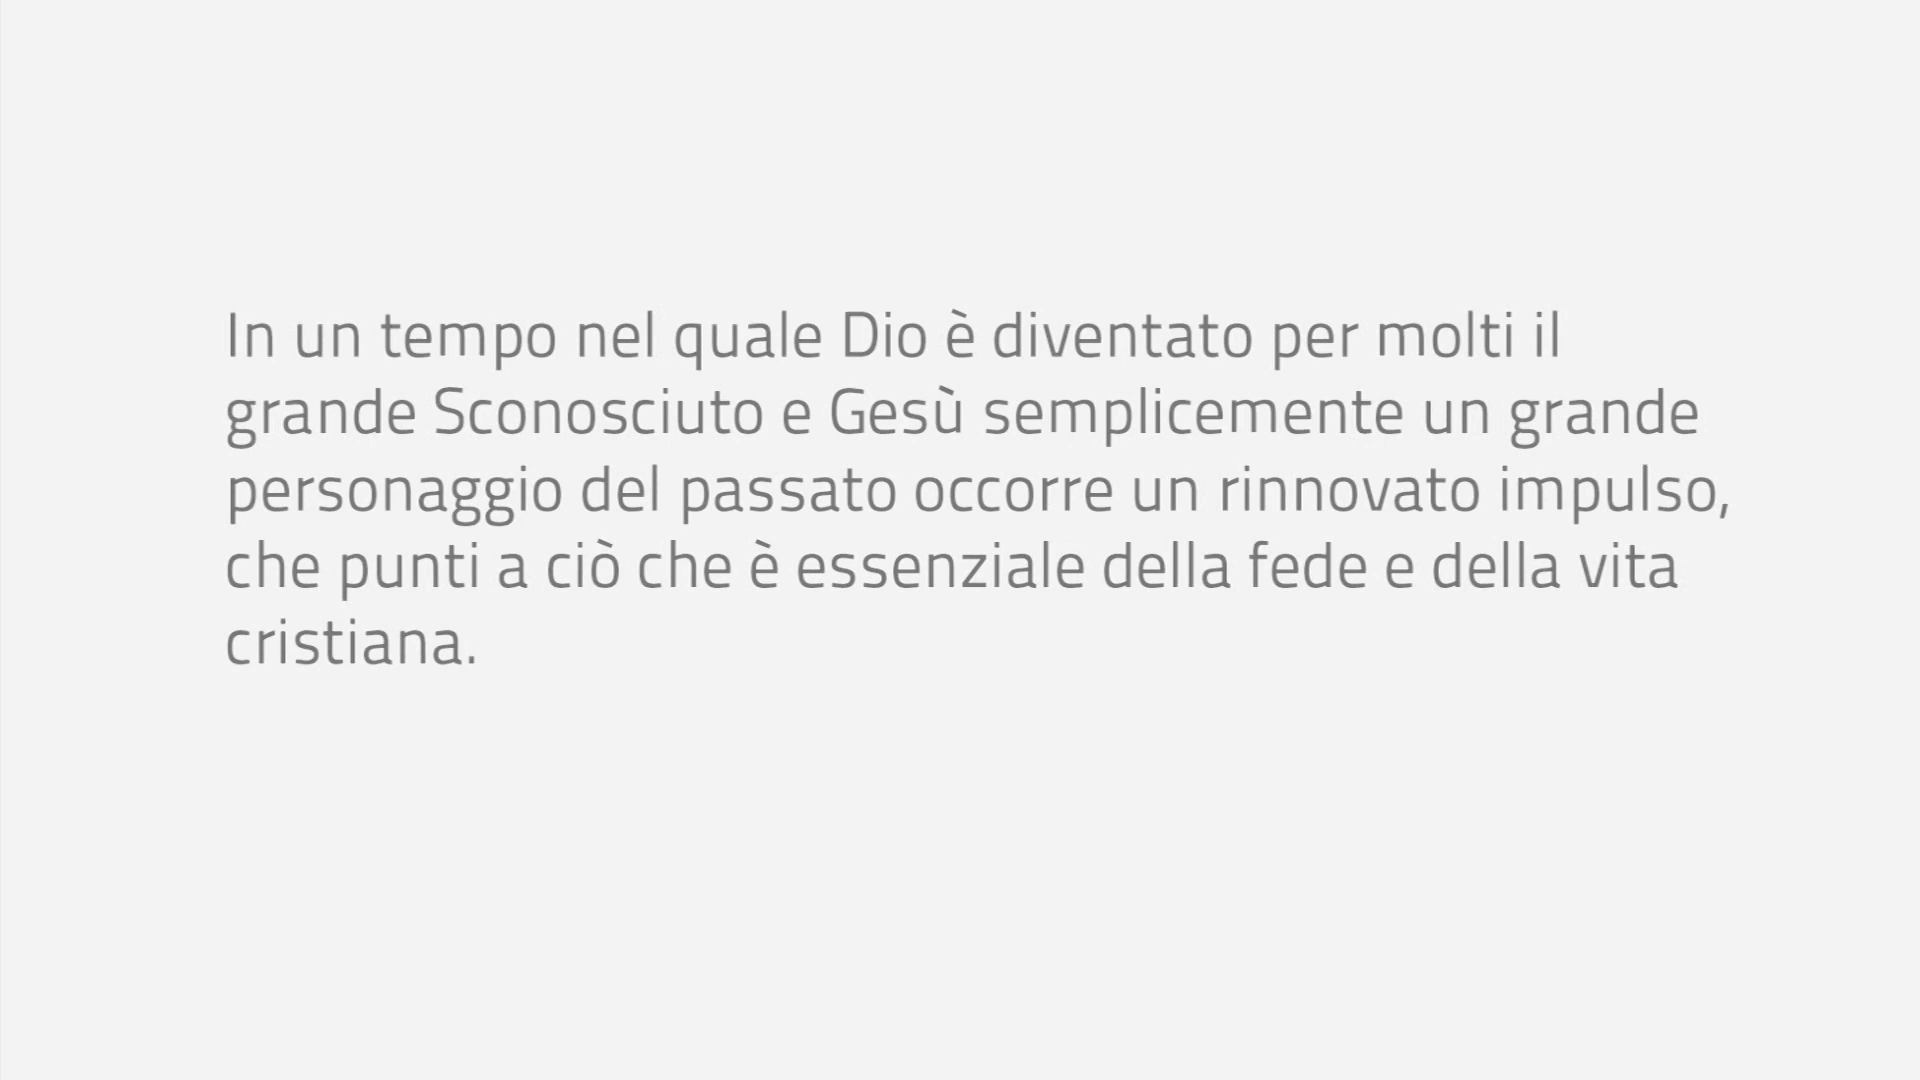 In un tempo nel quale Dio è diventato per molti il
grande Sconosciuto e Gesù semplicemente un grande
personaggio del passato occorre un rinnovato impulso,
che punti a ciò che è essenziale della fede e della vita
cristiana.